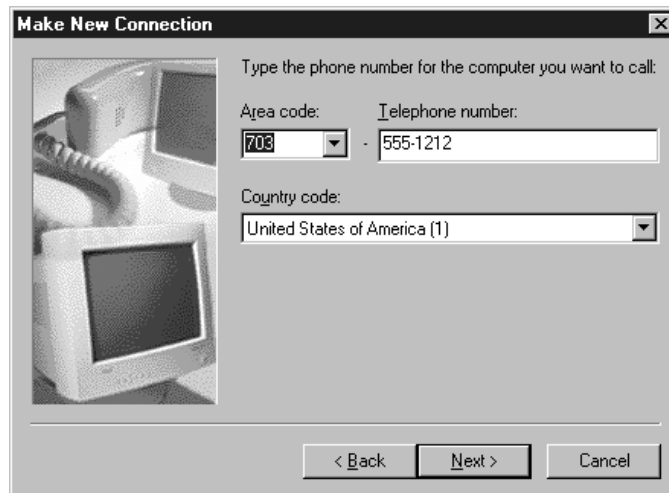 Make New Connection
Type the phone number for the computer you want to call:
Area code: Telephone number:
703 - 555-1212
Country code:
United States of America (1)
< Back Next > Cancel